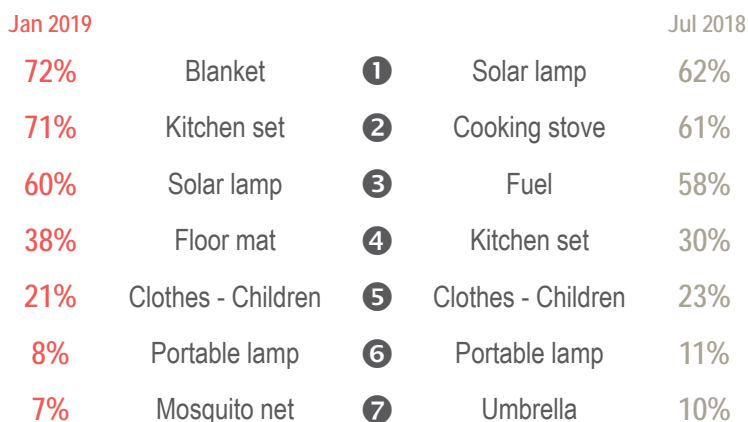 Jan 2019 Jul 2018
72% Blanket ❶ Solar lamp 62%
71% Kitchen set ❷ Cooking stove 61%
60% Solar lamp ❸ Fuel 58%
38% Floor mat ❹ Kitchen set 30%
21% Clothes - Children ❺ Clothes - Children 23%
8% Portable lamp ❻ Portable lamp 11%
7% Mosquito net ❼ Umbrella 10%